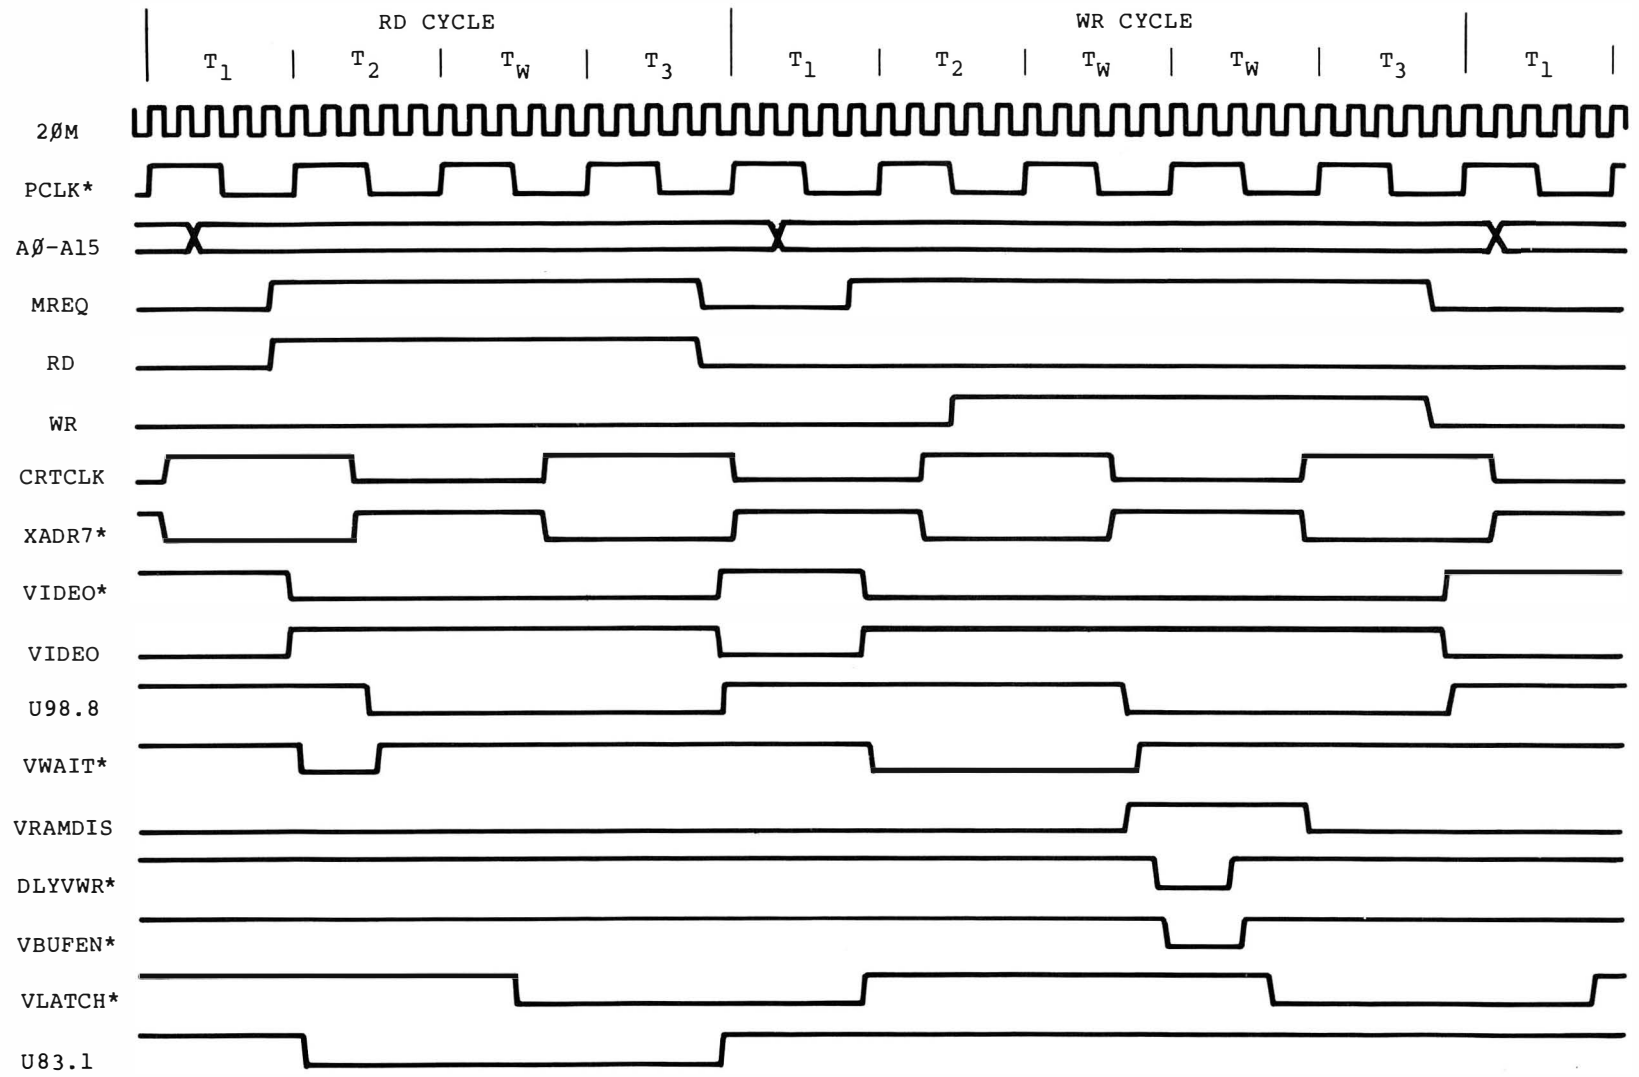 RD CYCLE WR CYCLE
T1 T2 TW T3 T1 T2 TW TW T3 T1
2ØM
PCLK*
AØ-A15
MREQ
RD
WR
CRTCLK
XADR7*
VIDEO*
VIDEO
U98.8
VWAIT*
VRAMDIS
DLYVWR*
VBUFEN*
VLATCH*
U83.1